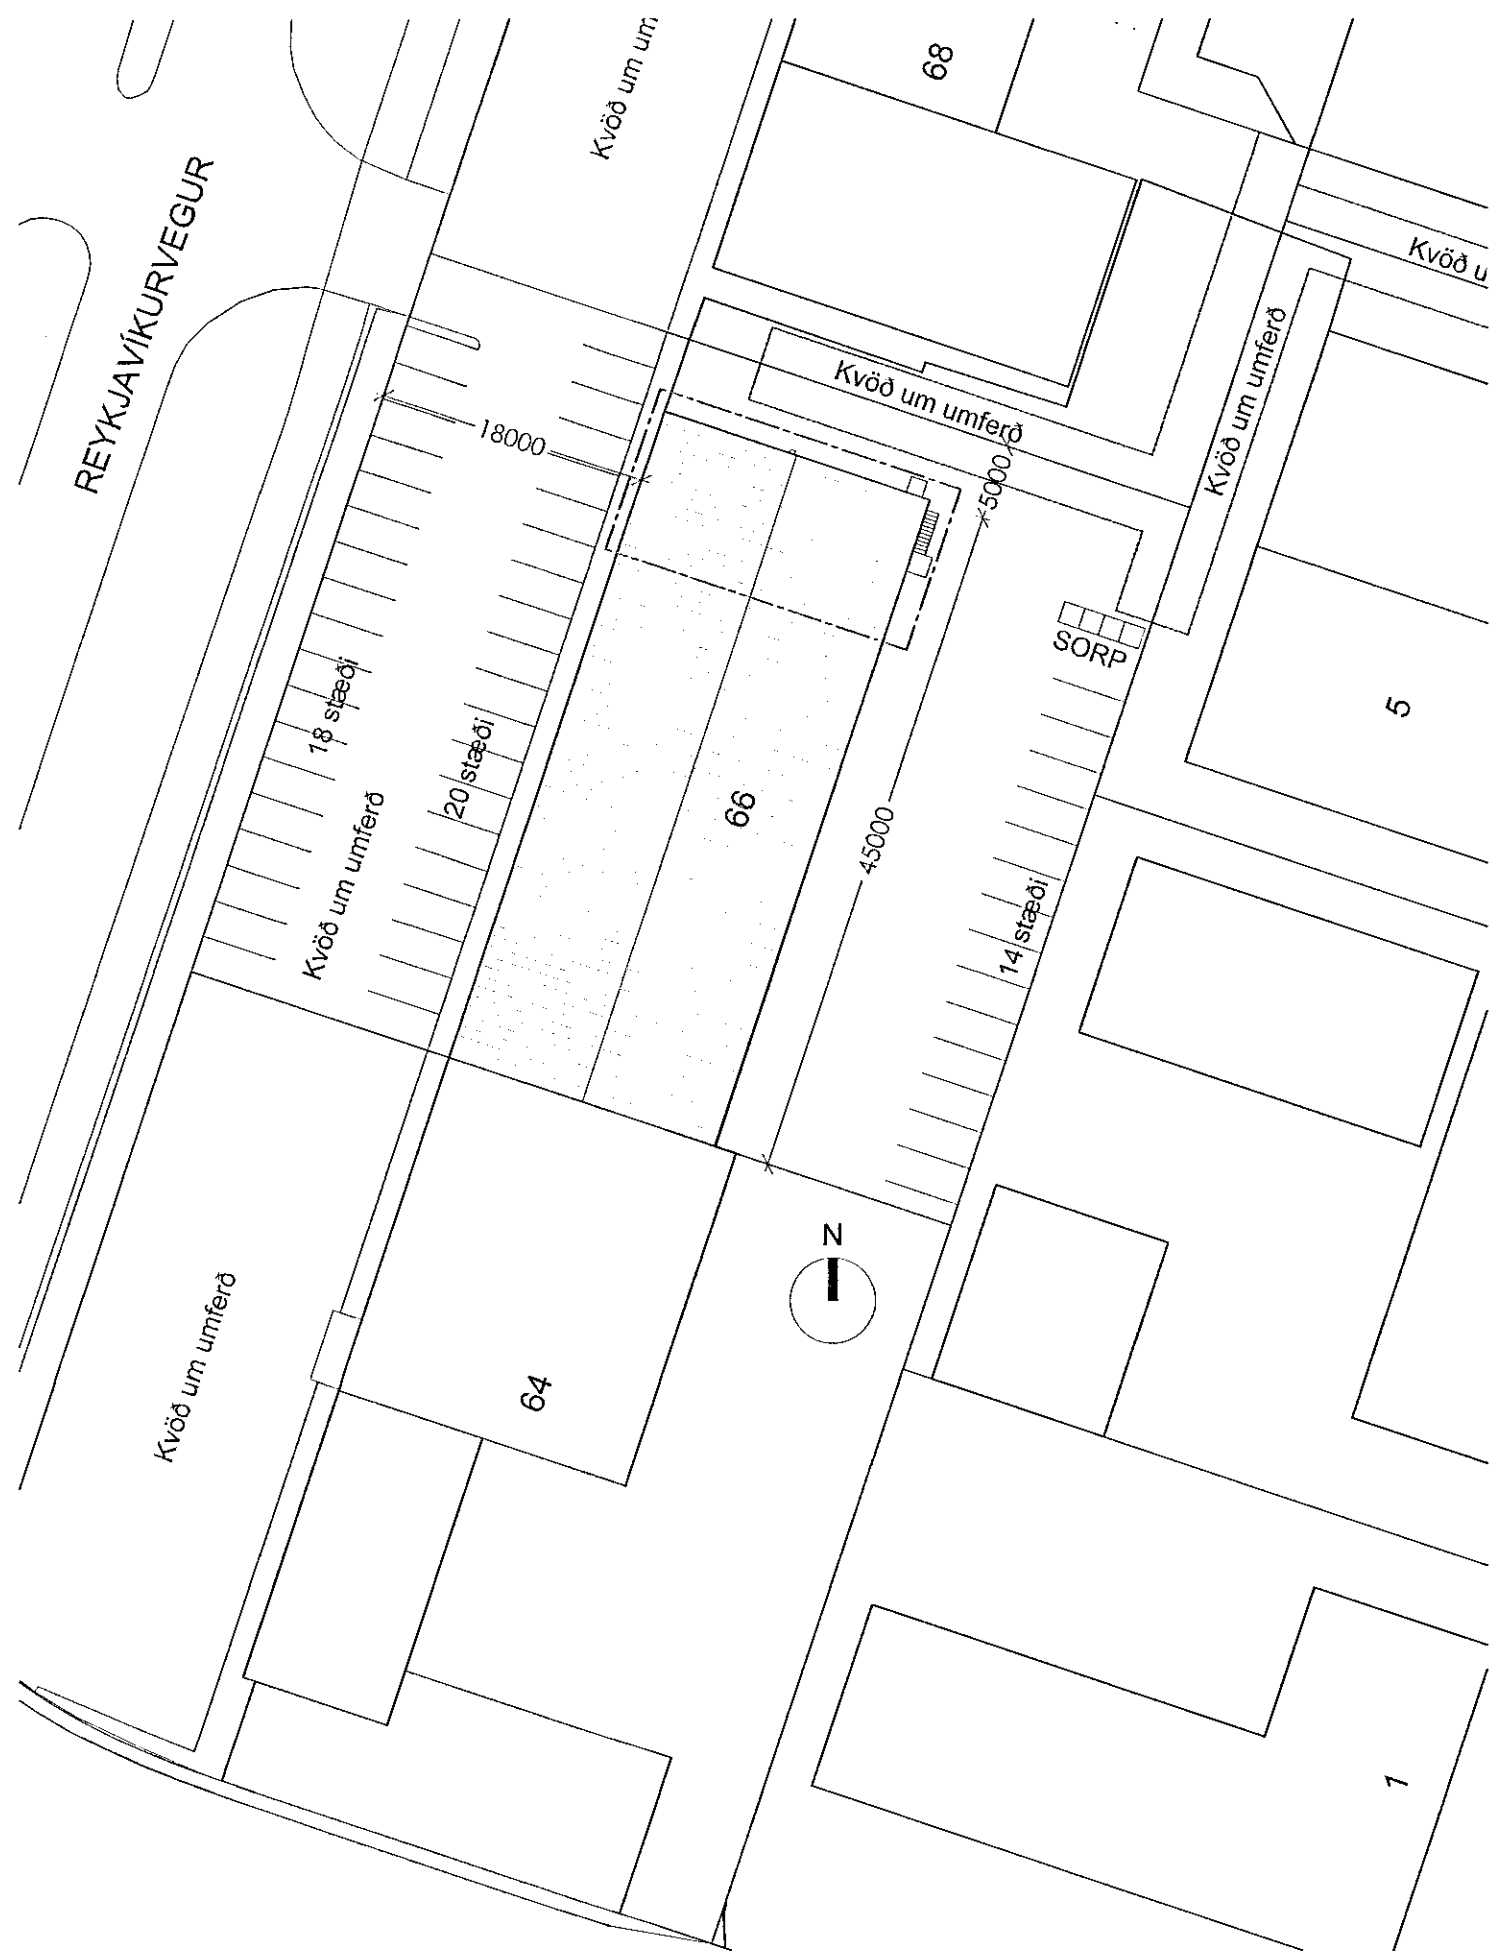 Kvöð um um
68
REYKJAVÍKURVEGUR
Kvöð u
Kvöð um umferð
Kvöð um umferð
18000
5000
SORP
18 stæði
20 stæði
5
66
45000
Kvöð um umferð
14 stæði
N
Kvöð um umferð
64
1